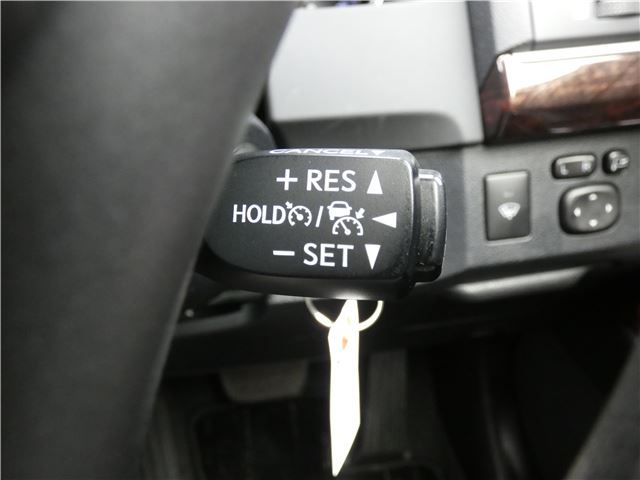 CANCEL
+ RES ▲
HOLD / ◀
− SET ▼